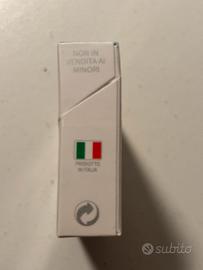 NON IN
VENDITA AI
MINORI
PRODOTTO
IN ITALIA
subito